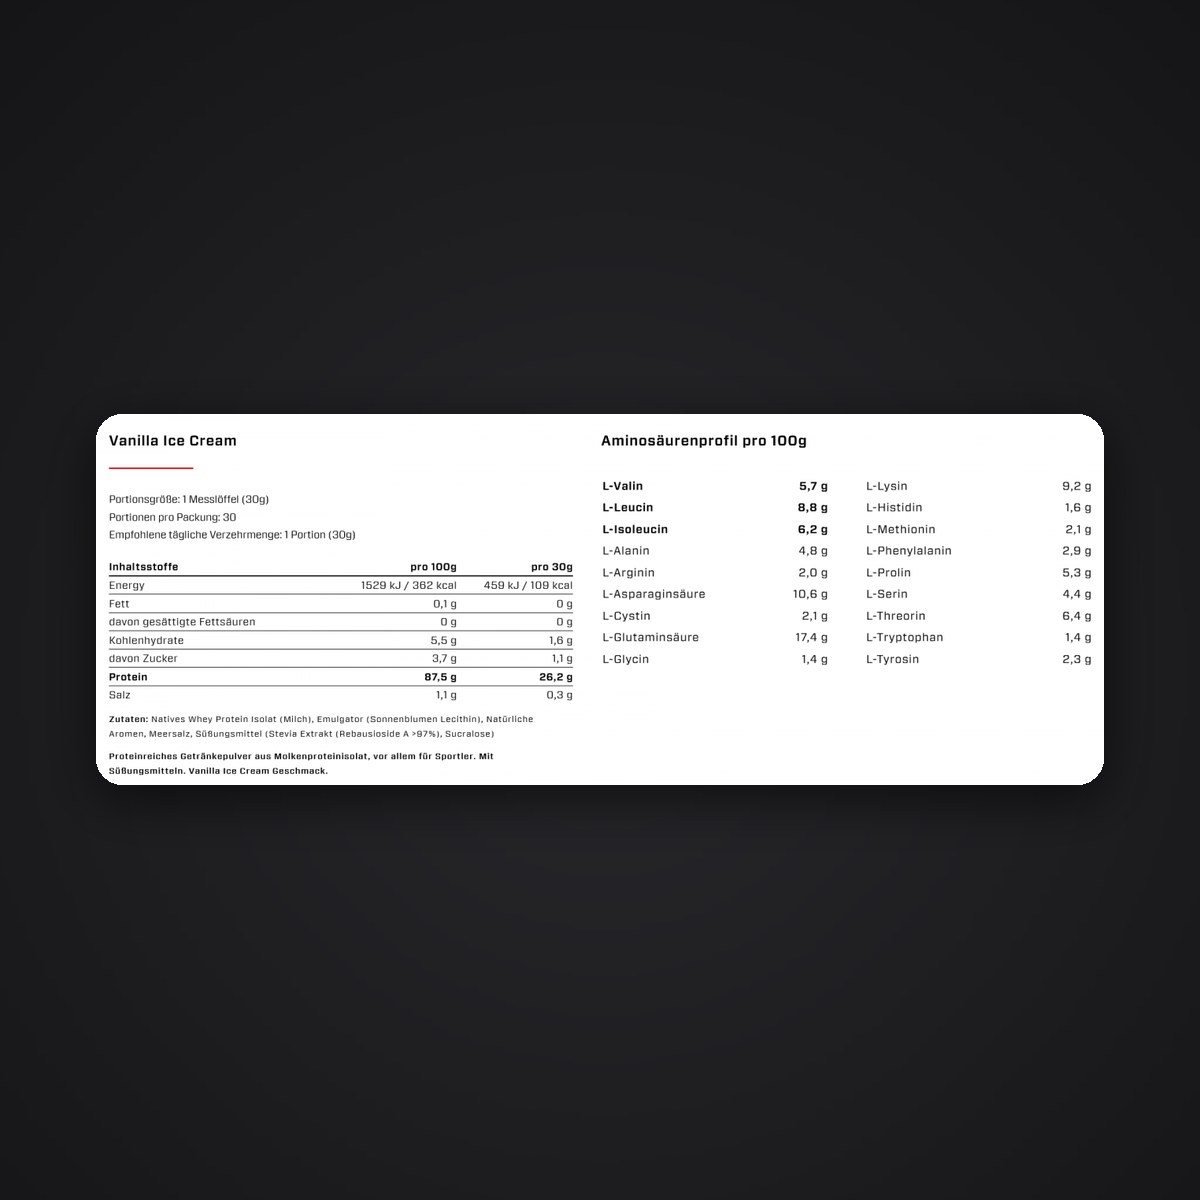 Vanilla Ice Cream
Portionsgröße: 1 Messlöffel (30g)
Portionen pro Packung: 30
Empfohlene tägliche Verzehrmenge: 1 Portion (30g)
Inhaltsstoffe pro 100g pro 30g
Energy 1529 kJ / 362 kcal 459 kJ / 109 kcal
Fett 0,1 g 0 g
davon gesättigte Fettsäuren 0 g 0 g
Kohlenhydrate 5,5 g 1,6 g
davon Zucker 3,7 g 1,1 g
Protein 87,5 g 26,2 g
Salz 1,1 g 0,3 g
Zutaten: Natives Whey Protein Isolat (Milch), Emulgator (Sonnenblumen Lecithin), Natürliche
Aromen, Meersalz, Süßungsmittel (Stevia Extrakt (Rebausioside A >97%), Sucralose)
Proteinreiches Getränkepulver aus Molkenproteinisolat, vor allem für Sportler. Mit
Süßungsmitteln. Vanilla Ice Cream Geschmack.
Aminosäurenprofil pro 100g
L-Valin 5,7 g L-Lysin 9,2 g
L-Leucin 8,8 g L-Histidin 1,6 g
L-Isoleucin 6,2 g L-Methionin 2,1 g
L-Alanin 4,8 g L-Phenylalanin 2,9 g
L-Arginin 2,0 g L-Prolin 5,3 g
L-Asparaginsäure 10,6 g L-Serin 4,4 g
L-Cystin 2,1 g L-Threorin 6,4 g
L-Glutaminsäure 17,4 g L-Tryptophan 1,4 g
L-Glycin 1,4 g L-Tyrosin 2,3 g